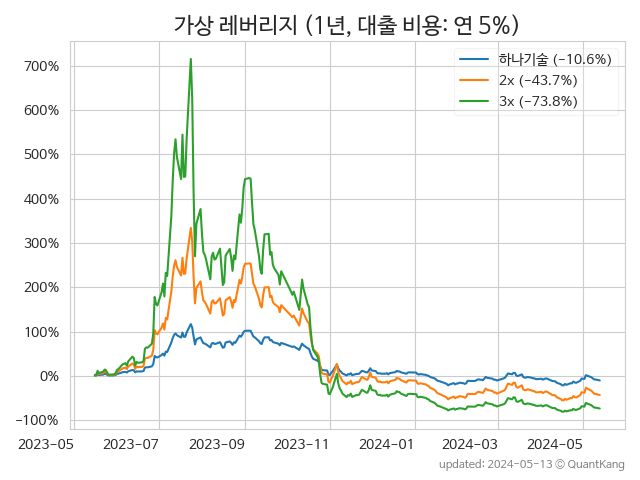 가상 레버리지 (1년, 대출 비용: 연 5%)
하나기술 (-10.6%)
2x (-43.7%)
3x (-73.8%)
700%
600%
500%
400%
300%
200%
100%
0%
-100%
2023-05 2023-07 2023-09 2023-11 2024-01 2024-03 2024-05
updated: 2024-05-13 © QuantKang